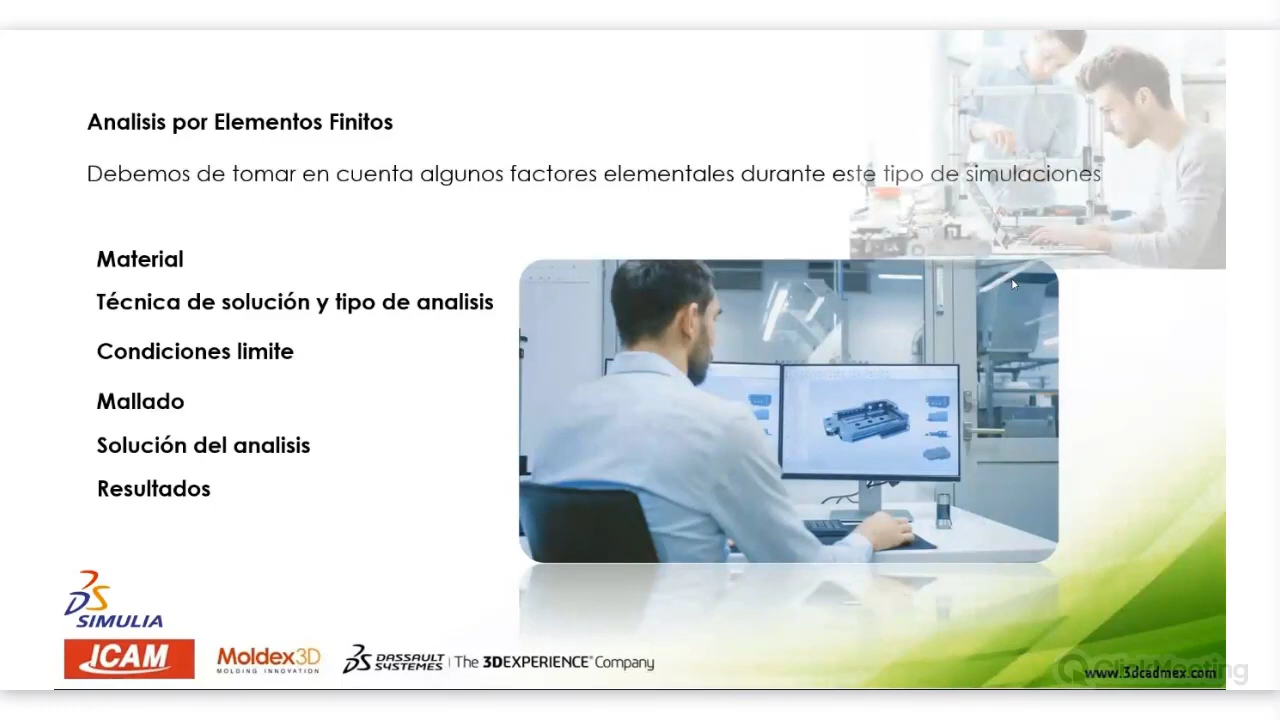 Analisis por Elementos Finitos
Debemos de tomar en cuenta algunos factores elementales durante este tipo de simulaciones
Material
Técnica de solución y tipo de analisis
Condiciones limite
Mallado
Solución del analisis
Resultados
SIMULIA
ICAM
Moldex3D
MOLDING INNOVATION
DASSAULT SYSTEMES | The 3DEXPERIENCE® Company
ClickMeeting
www.3dcadmex.com